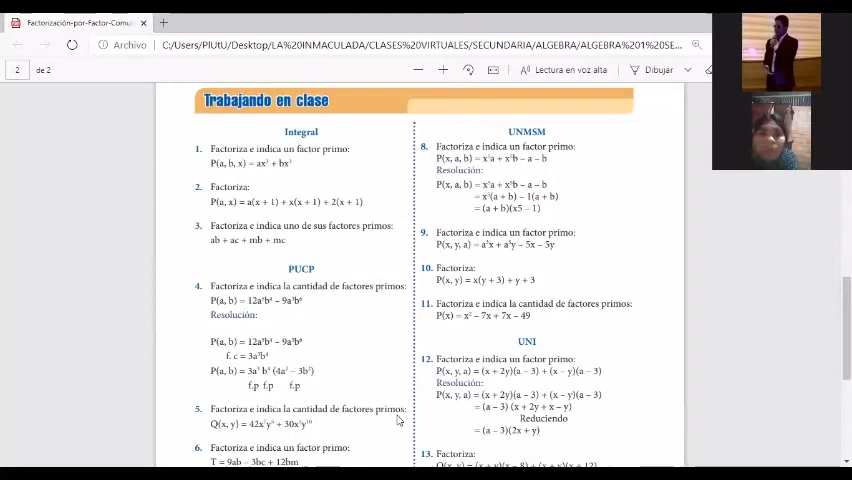 Factorización-por-Factor-Comu
Archivo
C:/Users/PlUtU/Desktop/LA%20INMACULADA/CLASES%20VIRTUALES/SECUNDARIA/ALGEBRA/ALGEBRA%201%20SE...
Lectura en voz alta
Dibujar
2
de 2
Trabajando en clase
Integral
1. Factoriza e indica un factor primo:
2. Factoriza:
P(a, x) = a(x + 1) + x(x + 1) + 2(x + 1)
3. Factoriza e indica uno de sus factores primos:
ab + ac + mb + mc
PUCP
4. Factoriza e indica la cantidad de factores primos:
Resolución:
f.p f.p f.p
5. Factoriza e indica la cantidad de factores primos:
6. Factoriza e indica un factor primo:
T = 9ab – 3bc + 12bm
UNMSM
8. Factoriza e indica un factor primo:
Resolución:
= (a + b)(x5 – 1)
9. Factoriza e indica un factor primo:
10. Factoriza:
P(x, y) = x(y + 3) + y + 3
11. Factoriza e indica la cantidad de factores primos:
P(x) = x² – 7x + 7x – 49
UNI
12. Factoriza e indica un factor primo:
P(x, y, a) = (x + 2y)(a – 3) + (x – y)(a – 3)
Resolución:
P(x, y, a) = (x + 2y)(a – 3) + (x – y)(a – 3)
= (a – 3) (x + 2y + x – y)
Reduciendo
= (a – 3)(2x + y)
13. Factoriza:
Q(x, y) = (x + y)(x – 8) + (x + y)(x + 12)